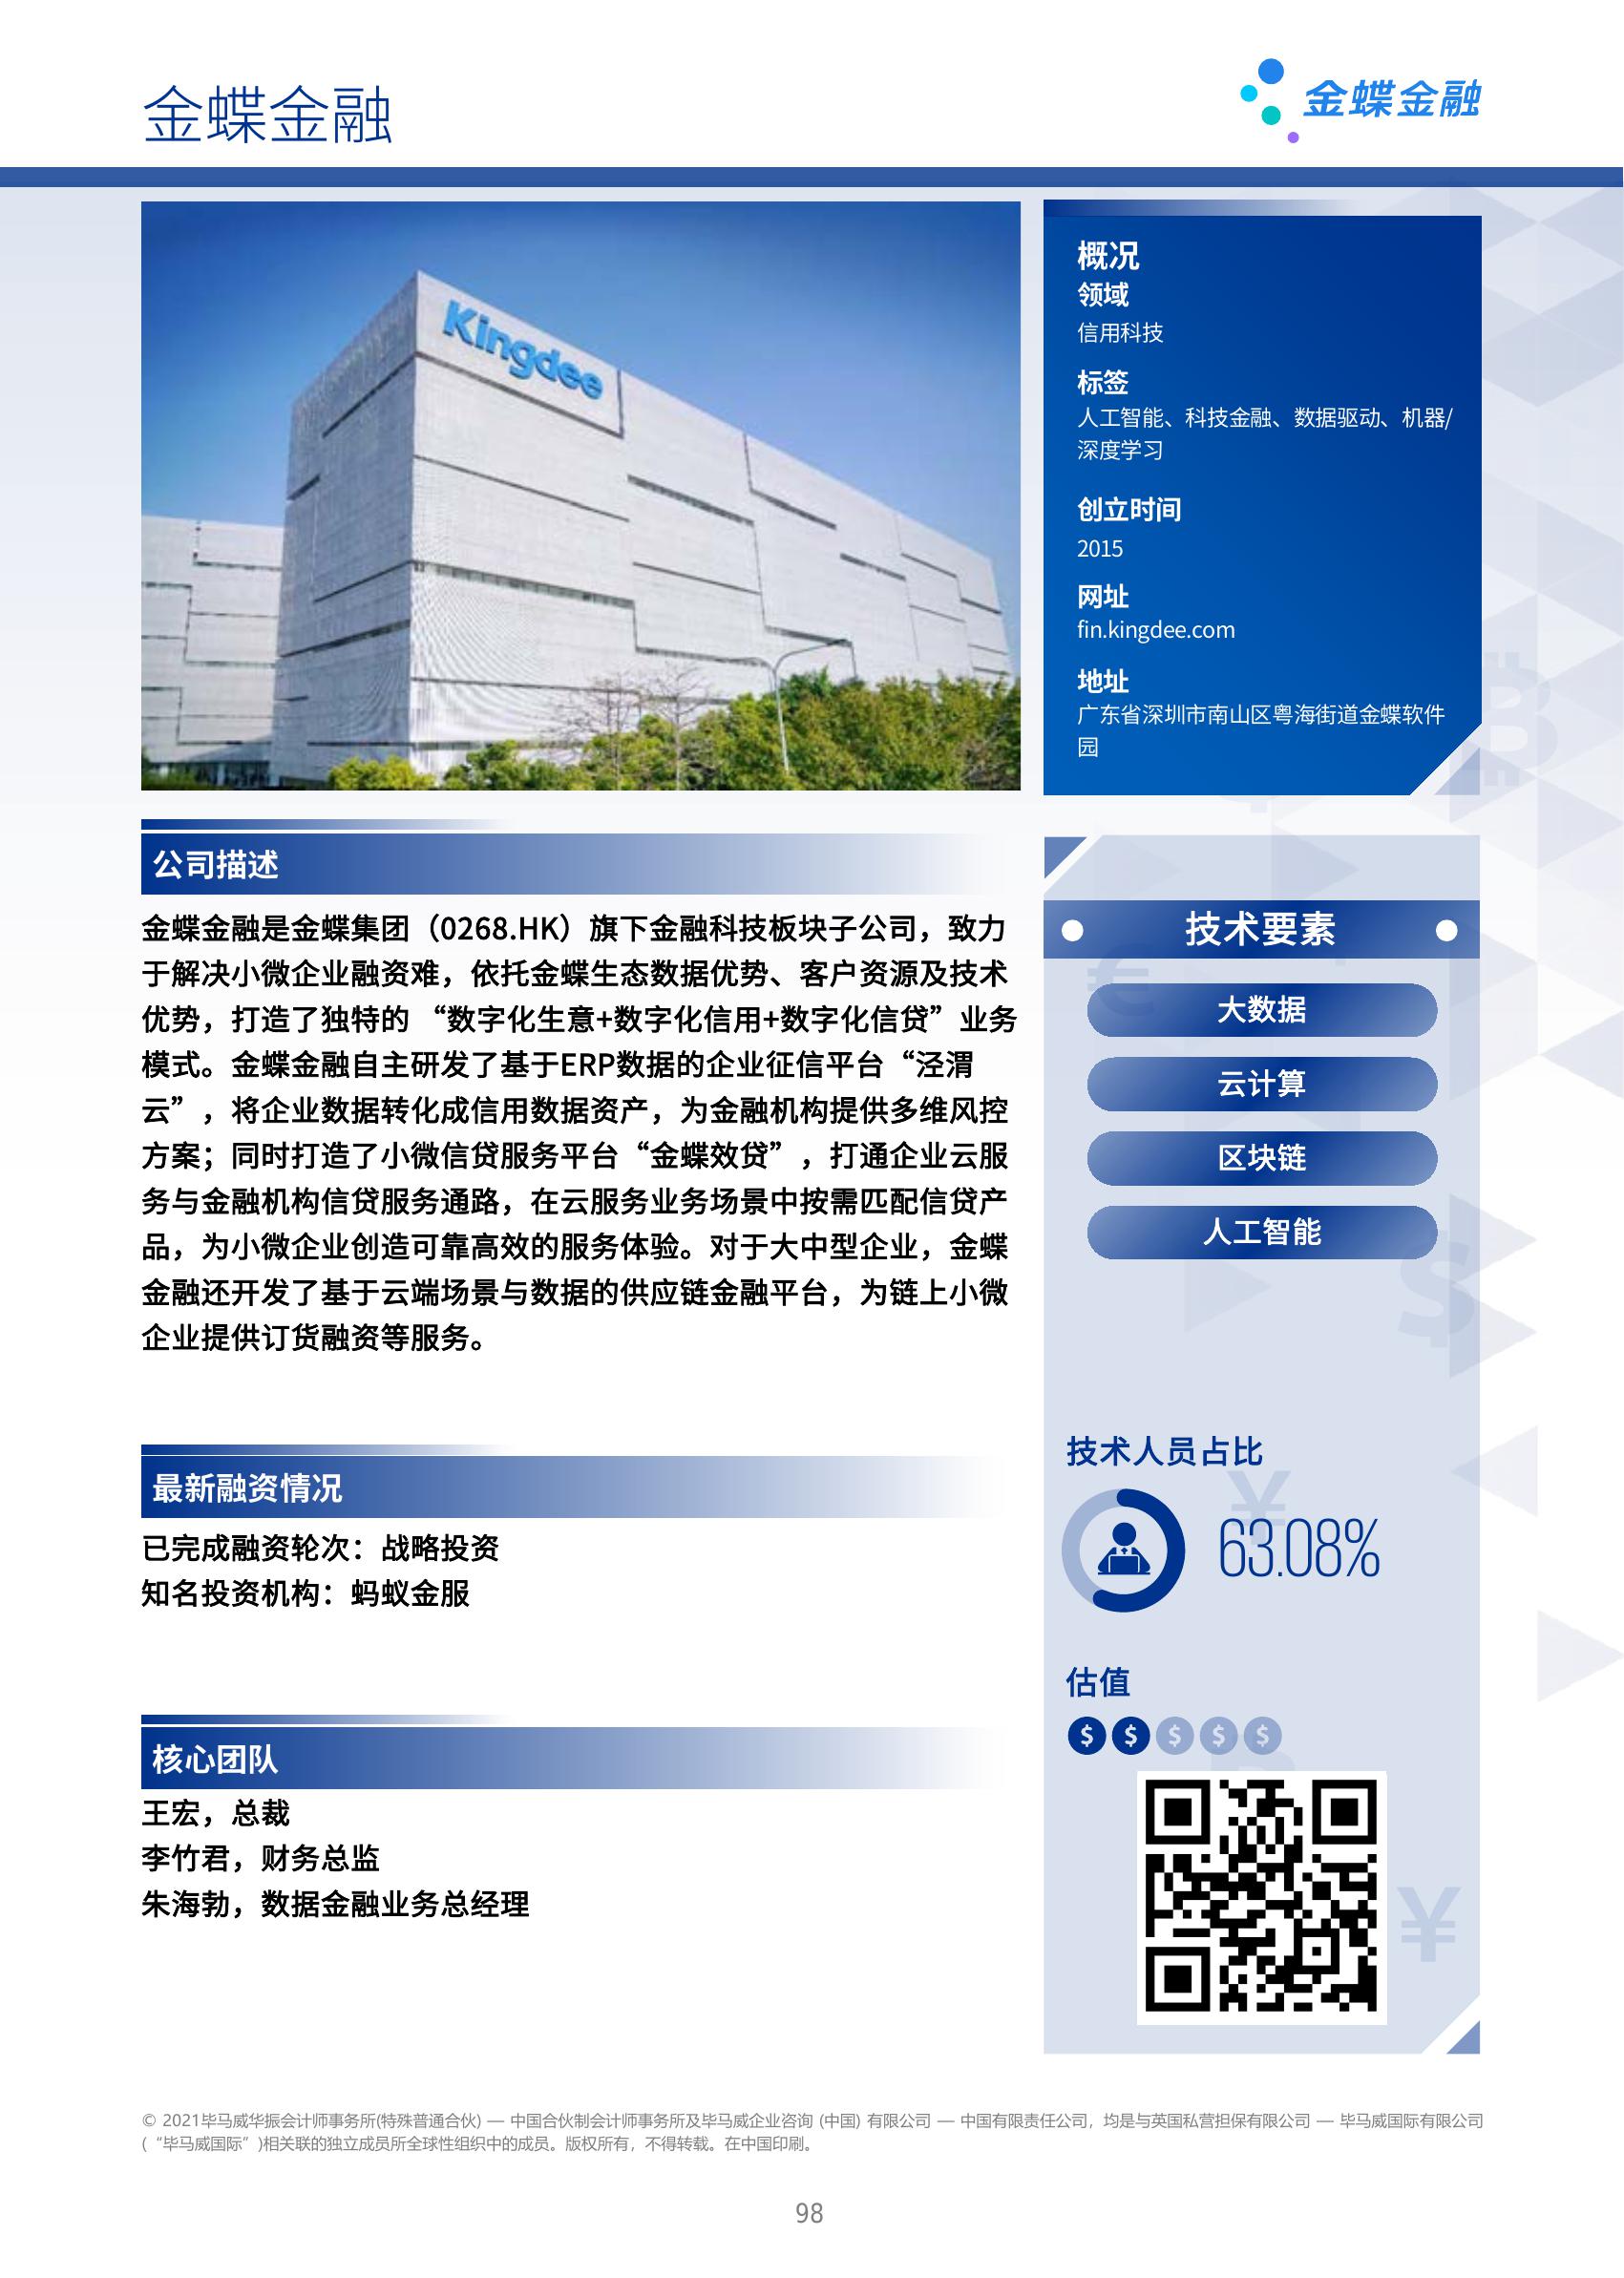 金蝶金融
金蝶金融
Kingdee
概况
领域
信用科技
标签
人工智能、科技金融、数据驱动、机器/
深度学习
创立时间
2015
网址
fin.kingdee.com
地址
广东省深圳市南山区粤海街道金蝶软件
园
公司描述
金蝶金融是金蝶集团（0268.HK）旗下金融科技板块子公司，致力
于解决小微企业融资难，依托金蝶生态数据优势、客户资源及技术
优势，打造了独特的 “数字化生意+数字化信用+数字化信贷”业务
模式。金蝶金融自主研发了基于ERP数据的企业征信平台“泾渭
云”，将企业数据转化成信用数据资产，为金融机构提供多维风控
方案；同时打造了小微信贷服务平台“金蝶效贷”，打通企业云服
务与金融机构信贷服务通路，在云服务业务场景中按需匹配信贷产
品，为小微企业创造可靠高效的服务体验。对于大中型企业，金蝶
金融还开发了基于云端场景与数据的供应链金融平台，为链上小微
企业提供订货融资等服务。
最新融资情况
已完成融资轮次：战略投资
知名投资机构：蚂蚁金服
核心团队
王宏，总裁
李竹君，财务总监
朱海勃，数据金融业务总经理
技术要素
大数据
云计算
区块链
人工智能
技术人员占比
63.08%
估值
$ $ $ $ $
© 2021毕马威华振会计师事务所(特殊普通合伙) — 中国合伙制会计师事务所及毕马威企业咨询 (中国) 有限公司 — 中国有限责任公司，均是与英国私营担保有限公司 — 毕马威国际有限公司
(“毕马威国际”)相关联的独立成员所全球性组织中的成员。版权所有，不得转载。在中国印刷。
98